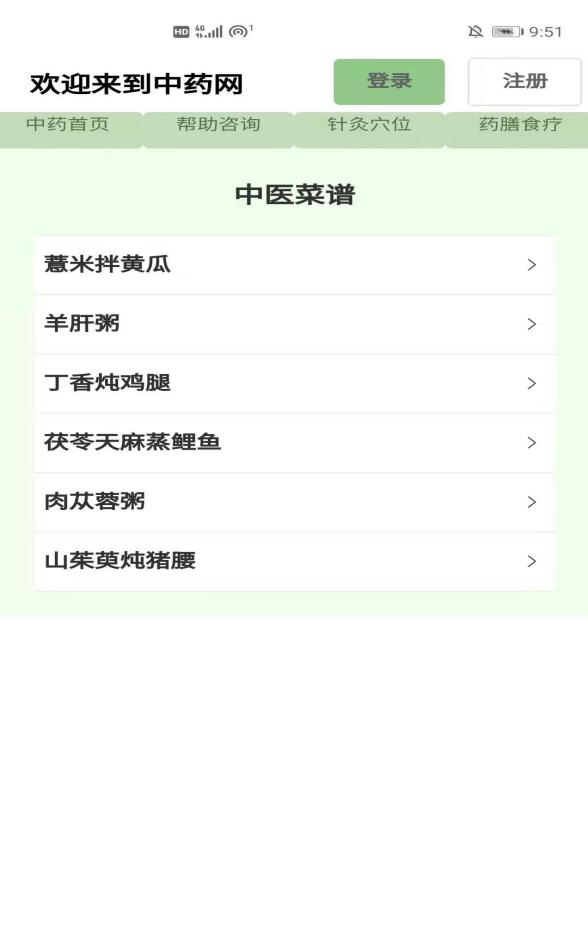 HD 4G 1 9:51
欢迎来到中药网 登录 注册
中药首页 帮助咨询 针灸穴位 药膳食疗
中医菜谱
薏米拌黄瓜
羊肝粥
丁香炖鸡腿
茯苓天麻蒸鲤鱼
肉苁蓉粥
山茱萸炖猪腰